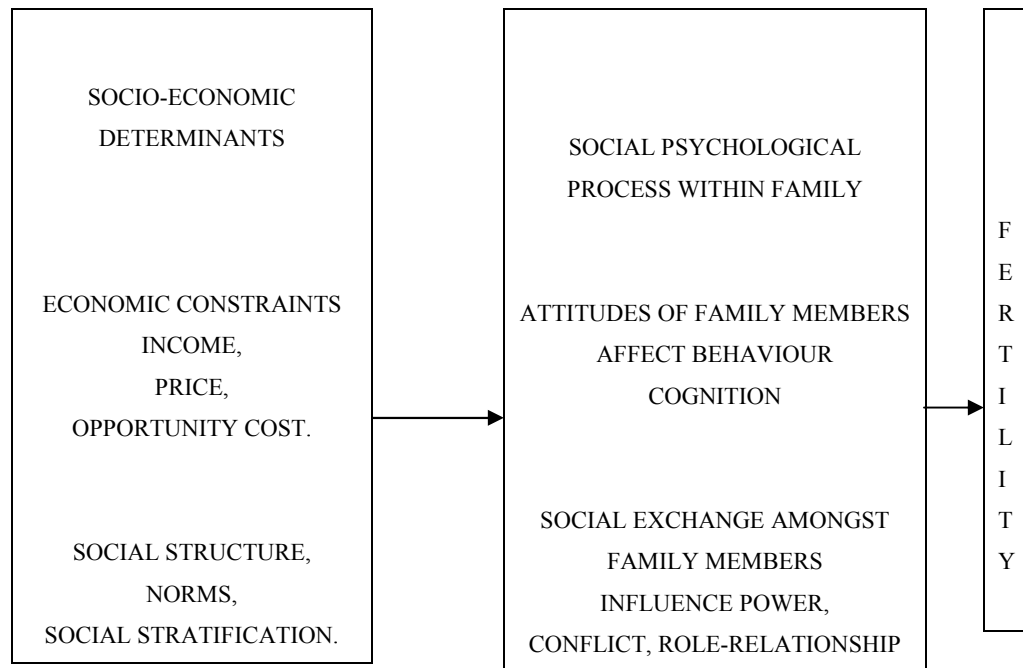 SOCIO-ECONOMIC
DETERMINANTS
ECONOMIC CONSTRAINTS
INCOME,
PRICE,
OPPORTUNITY COST.
SOCIAL STRUCTURE,
NORMS,
SOCIAL STRATIFICATION.
SOCIAL PSYCHOLOGICAL
PROCESS WITHIN FAMILY
ATTITUDES OF FAMILY MEMBERS
AFFECT BEHAVIOUR
COGNITION
SOCIAL EXCHANGE AMONGST
FAMILY MEMBERS
INFLUENCE POWER,
CONFLICT, ROLE-RELATIONSHIP
F
E
R
T
I
L
I
T
Y